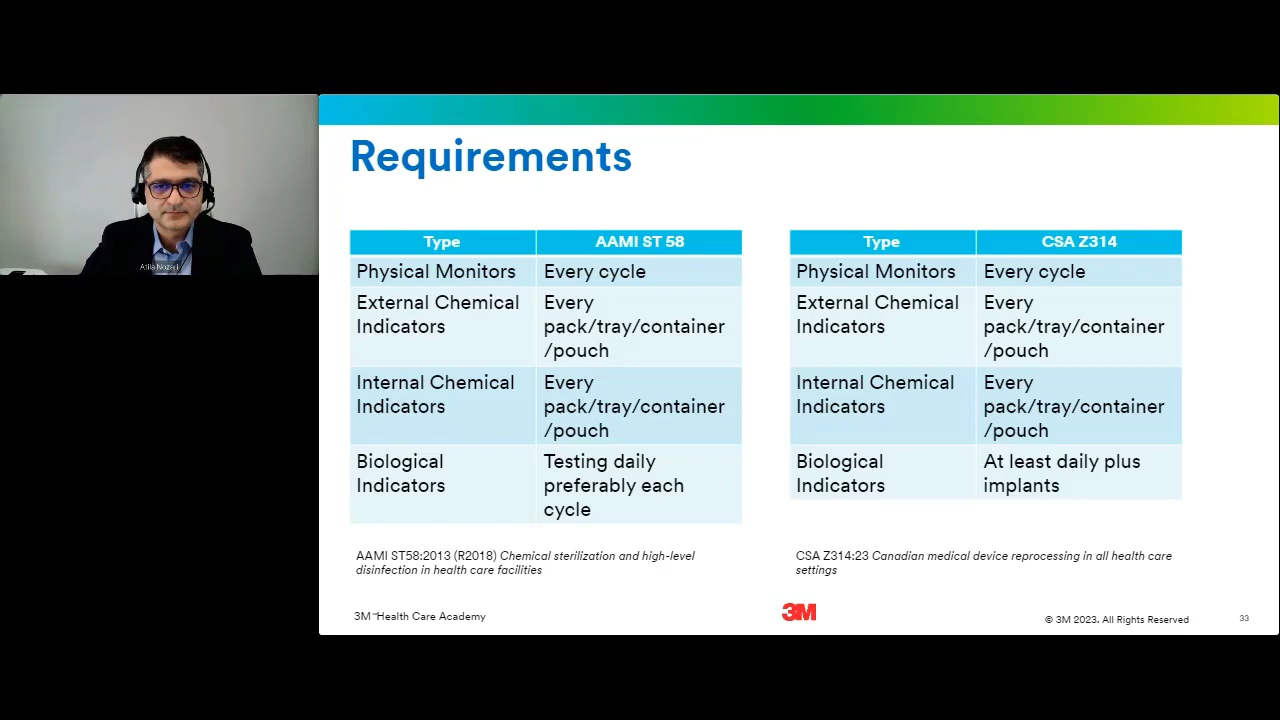 Requirements
Type
AAMI ST 58
Physical Monitors
Every cycle
External Chemical
Indicators
Every
pack/tray/container
/pouch
Internal Chemical
Indicators
Every
pack/tray/container
/pouch
Biological
Indicators
Testing daily
preferably each
cycle
AAMI ST58:2013 (R2018) Chemical sterilization and high-level
disinfection in health care facilities
Type
CSA Z314
Physical Monitors
Every cycle
External Chemical
Indicators
Every
pack/tray/container
/pouch
Internal Chemical
Indicators
Every
pack/tray/container
/pouch
Biological
Indicators
At least daily plus
implants
CSA Z314:23 Canadian medical device reprocessing in all health care
settings
Atila Nozari
3M™Health Care Academy
3M
© 3M 2023. All Rights Reserved
33